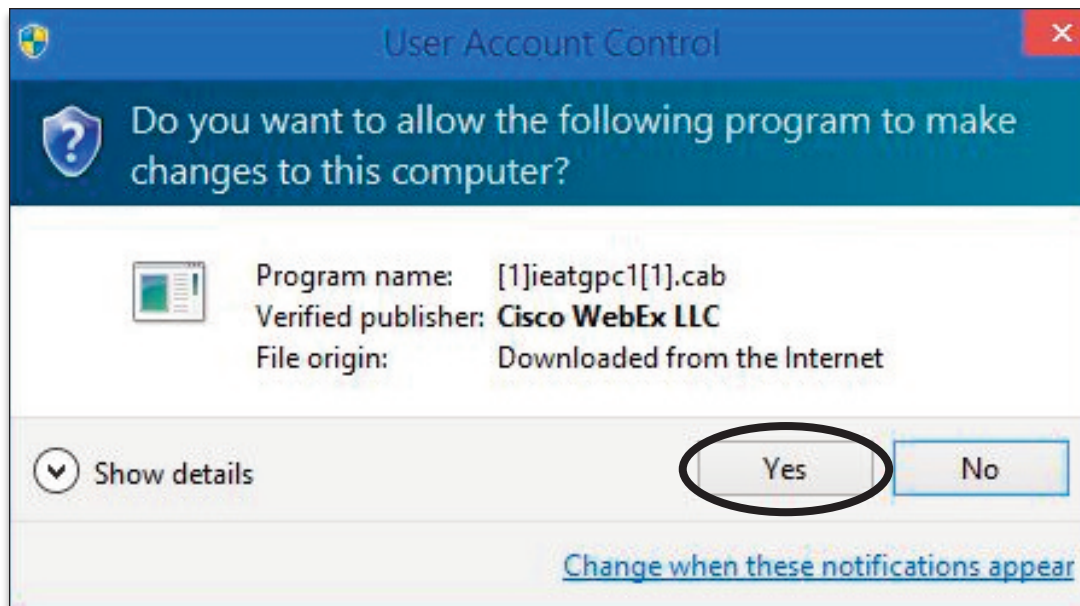 User Account Control
Do you want to allow the following program to make
changes to this computer?
Program name: [1]ieatgpc1[1].cab
Verified publisher: Cisco WebEx LLC
File origin: Downloaded from the Internet
Show details
Yes
No
Change when these notifications appear